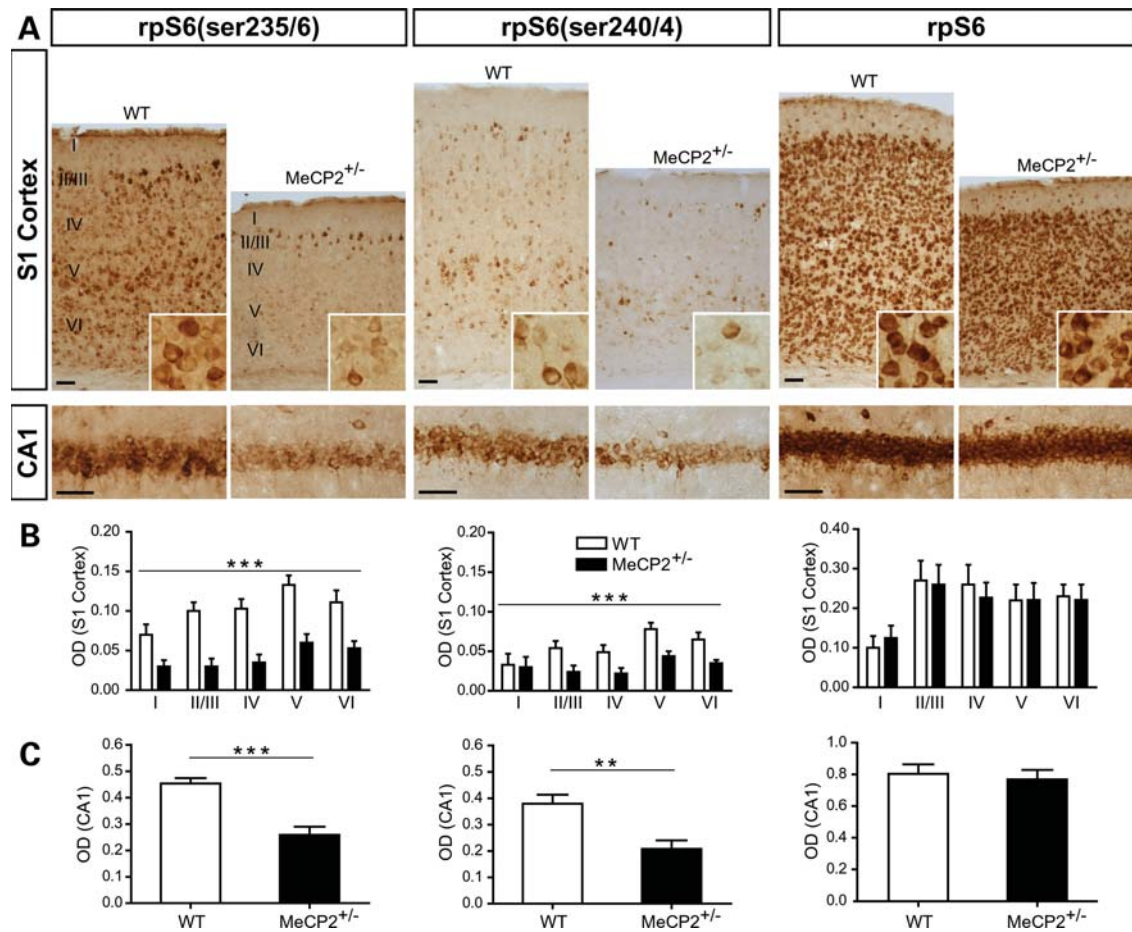 A
rpS6(ser235/6) rpS6(ser240/4) rpS6
S1 Cortex
WT WT WT
MeCP2+/- MeCP2+/- MeCP2+/-
I
II/III
IV
V
VI
I
II/III
IV
V
VI
CA1
B
OD (S1 Cortex)
0.20
0.15
0.10
0.05
0.00
***
I II/III IV V VI
OD (S1 Cortex)
0.20
0.15
0.10
0.05
0.00
WT
MeCP2+/-
***
I II/III IV V VI
OD (S1 Cortex)
0.40
0.30
0.20
0.10
0.00
I II/III IV V VI
C
OD (CA1)
0.6
0.5
0.4
0.3
0.2
0.1
0.0
***
WT MeCP2+/-
OD (CA1)
0.6
0.5
0.4
0.3
0.2
0.1
0.0
**
WT MeCP2+/-
OD (CA1)
1.0
0.8
0.6
0.4
0.2
0.0
WT MeCP2+/-